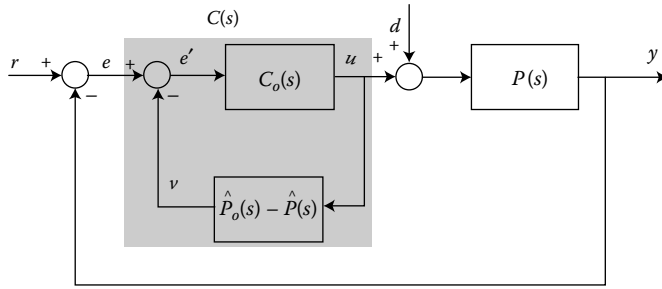 C(s)
d
r + e + e′ C_o(s) u + + P(s) y
− − 
v P̂_o(s) − P̂(s)